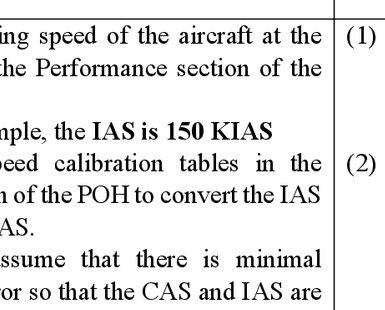 ing speed of the aircraft at the (1)
the Performance section of the
mple, the IAS is 150 KIAS
peed calibration tables in the (2)
n of the POH to convert the IAS
AS.
assume that there is minimal
ror so that the CAS and IAS are